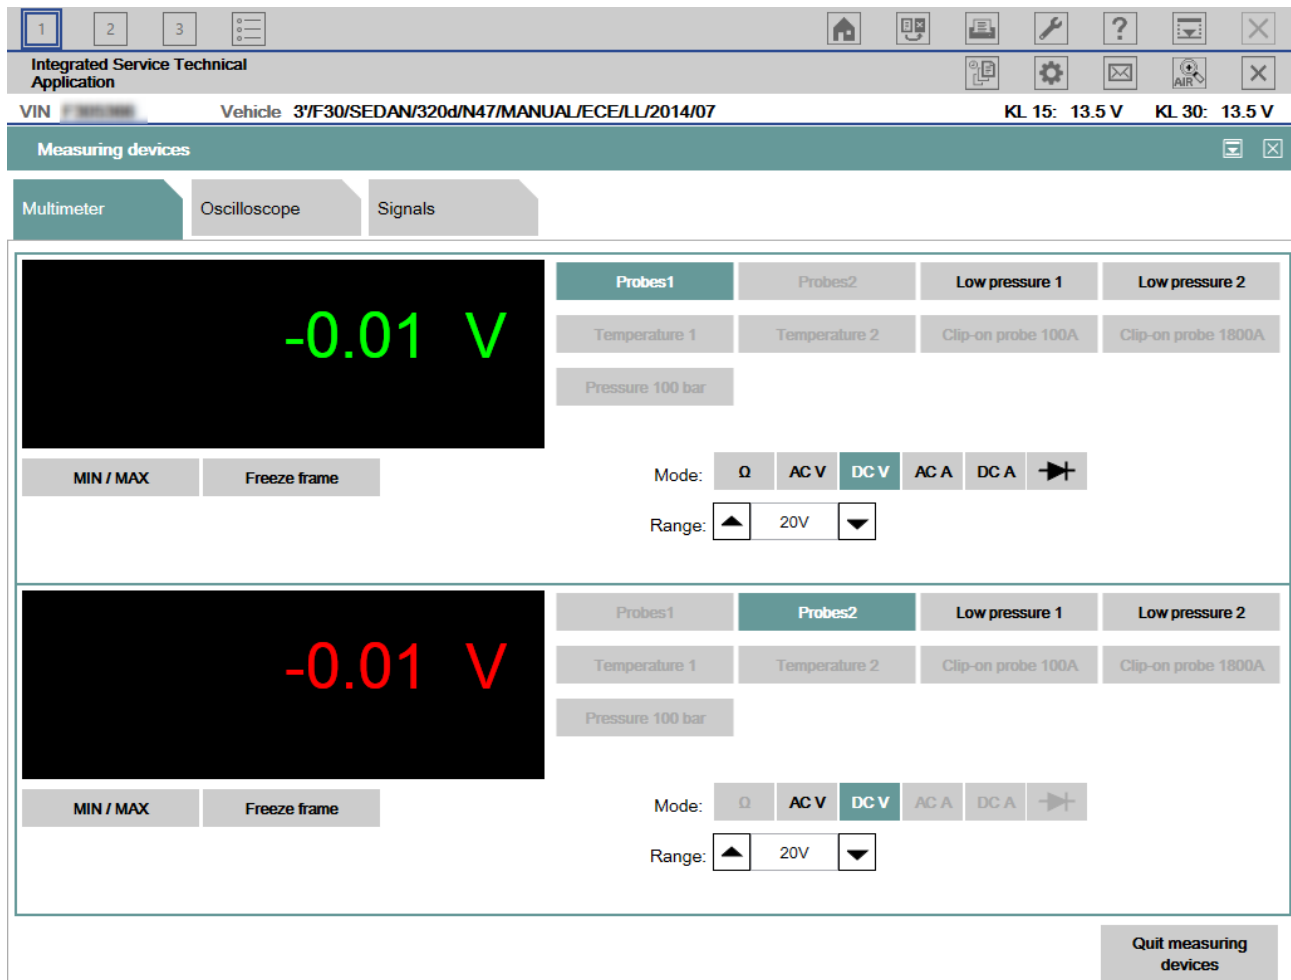 1 2 3
?
Integrated Service Technical
Application
AIR
VIN Vehicle 3'/F30/SEDAN/320d/N47/MANUAL/ECE/LL/2014/07 KL 15: 13.5 V KL 30: 13.5 V
Measuring devices
Multimeter Oscilloscope Signals
-0.01 V
Probes1 Probes2 Low pressure 1 Low pressure 2
Temperature 1 Temperature 2 Clip-on probe 100A Clip-on probe 1800A
Pressure 100 bar
MIN / MAX Freeze frame
Mode: Ω AC V DC V AC A DC A
Range: 20V
-0.01 V
Probes1 Probes2 Low pressure 1 Low pressure 2
Temperature 1 Temperature 2 Clip-on probe 100A Clip-on probe 1800A
Pressure 100 bar
MIN / MAX Freeze frame
Mode: Ω AC V DC V AC A DC A
Range: 20V
Quit measuring
devices